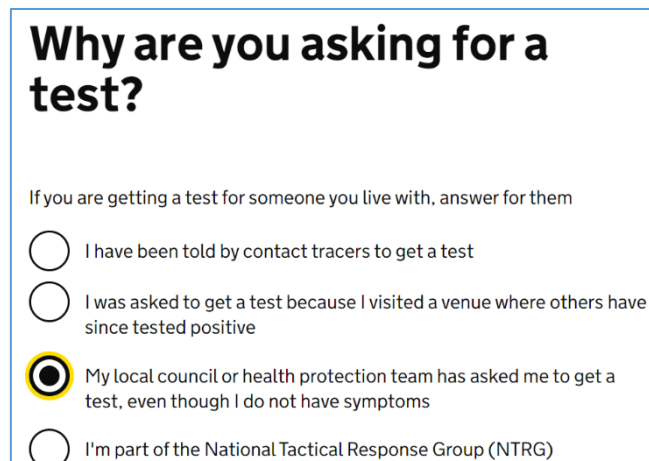 Why are you asking for a
test?
If you are getting a test for someone you live with, answer for them
I have been told by contact tracers to get a test
I was asked to get a test because I visited a venue where others have
since tested positive
My local council or health protection team has asked me to get a
test, even though I do not have symptoms
I'm part of the National Tactical Response Group (NTRG)